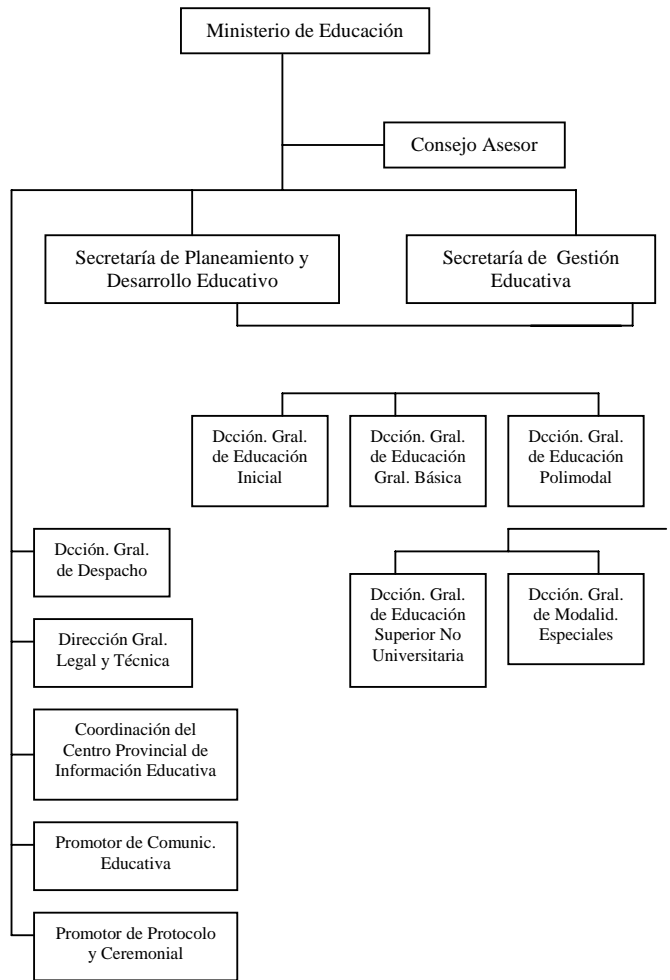 Ministerio de Educación
Consejo Asesor
Secretaría de Planeamiento y
Desarrollo Educativo
Secretaría de Gestión
Educativa
Dcción. Gral.
de Educación
Inicial
Dcción. Gral.
de Educación
Gral. Básica
Dcción. Gral.
de Educación
Polimodal
Dcción. Gral.
de Despacho
Dcción. Gral.
de Educación
Superior No
Universitaria
Dcción. Gral.
de Modalid.
Especiales
Dirección Gral.
Legal y Técnica
Coordinación del
Centro Provincial de
Información Educativa
Promotor de Comunic.
Educativa
Promotor de Protocolo
y Ceremonial